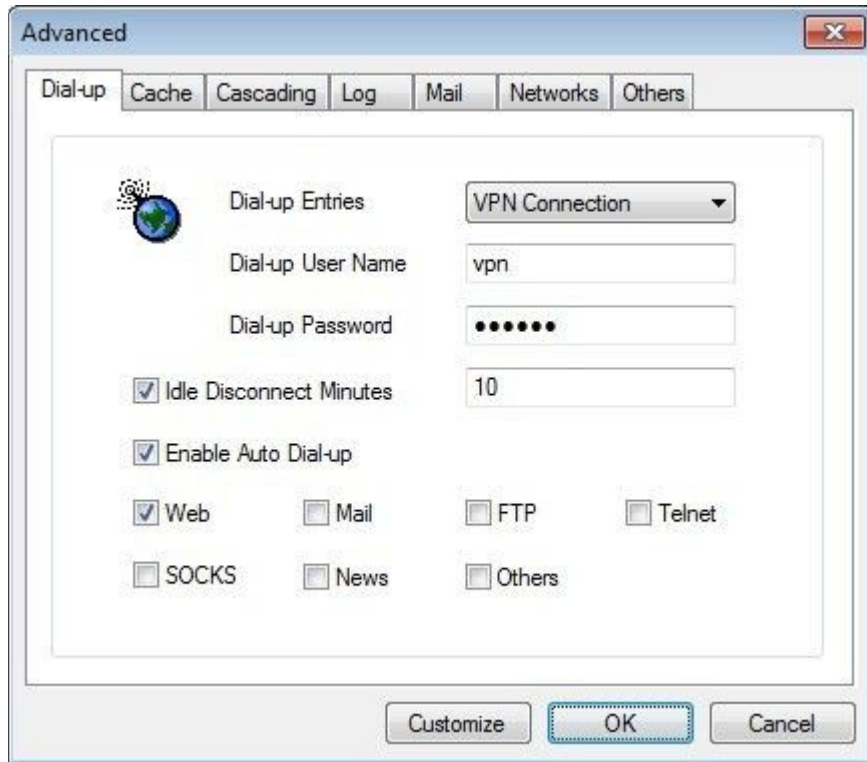 Advanced
Dial-up Cache Cascading Log Mail Networks Others
Dial-up Entries VPN Connection
Dial-up User Name vpn
Dial-up Password ••••••
Idle Disconnect Minutes 10
Enable Auto Dial-up
Web Mail FTP Telnet
SOCKS News Others
Customize OK Cancel